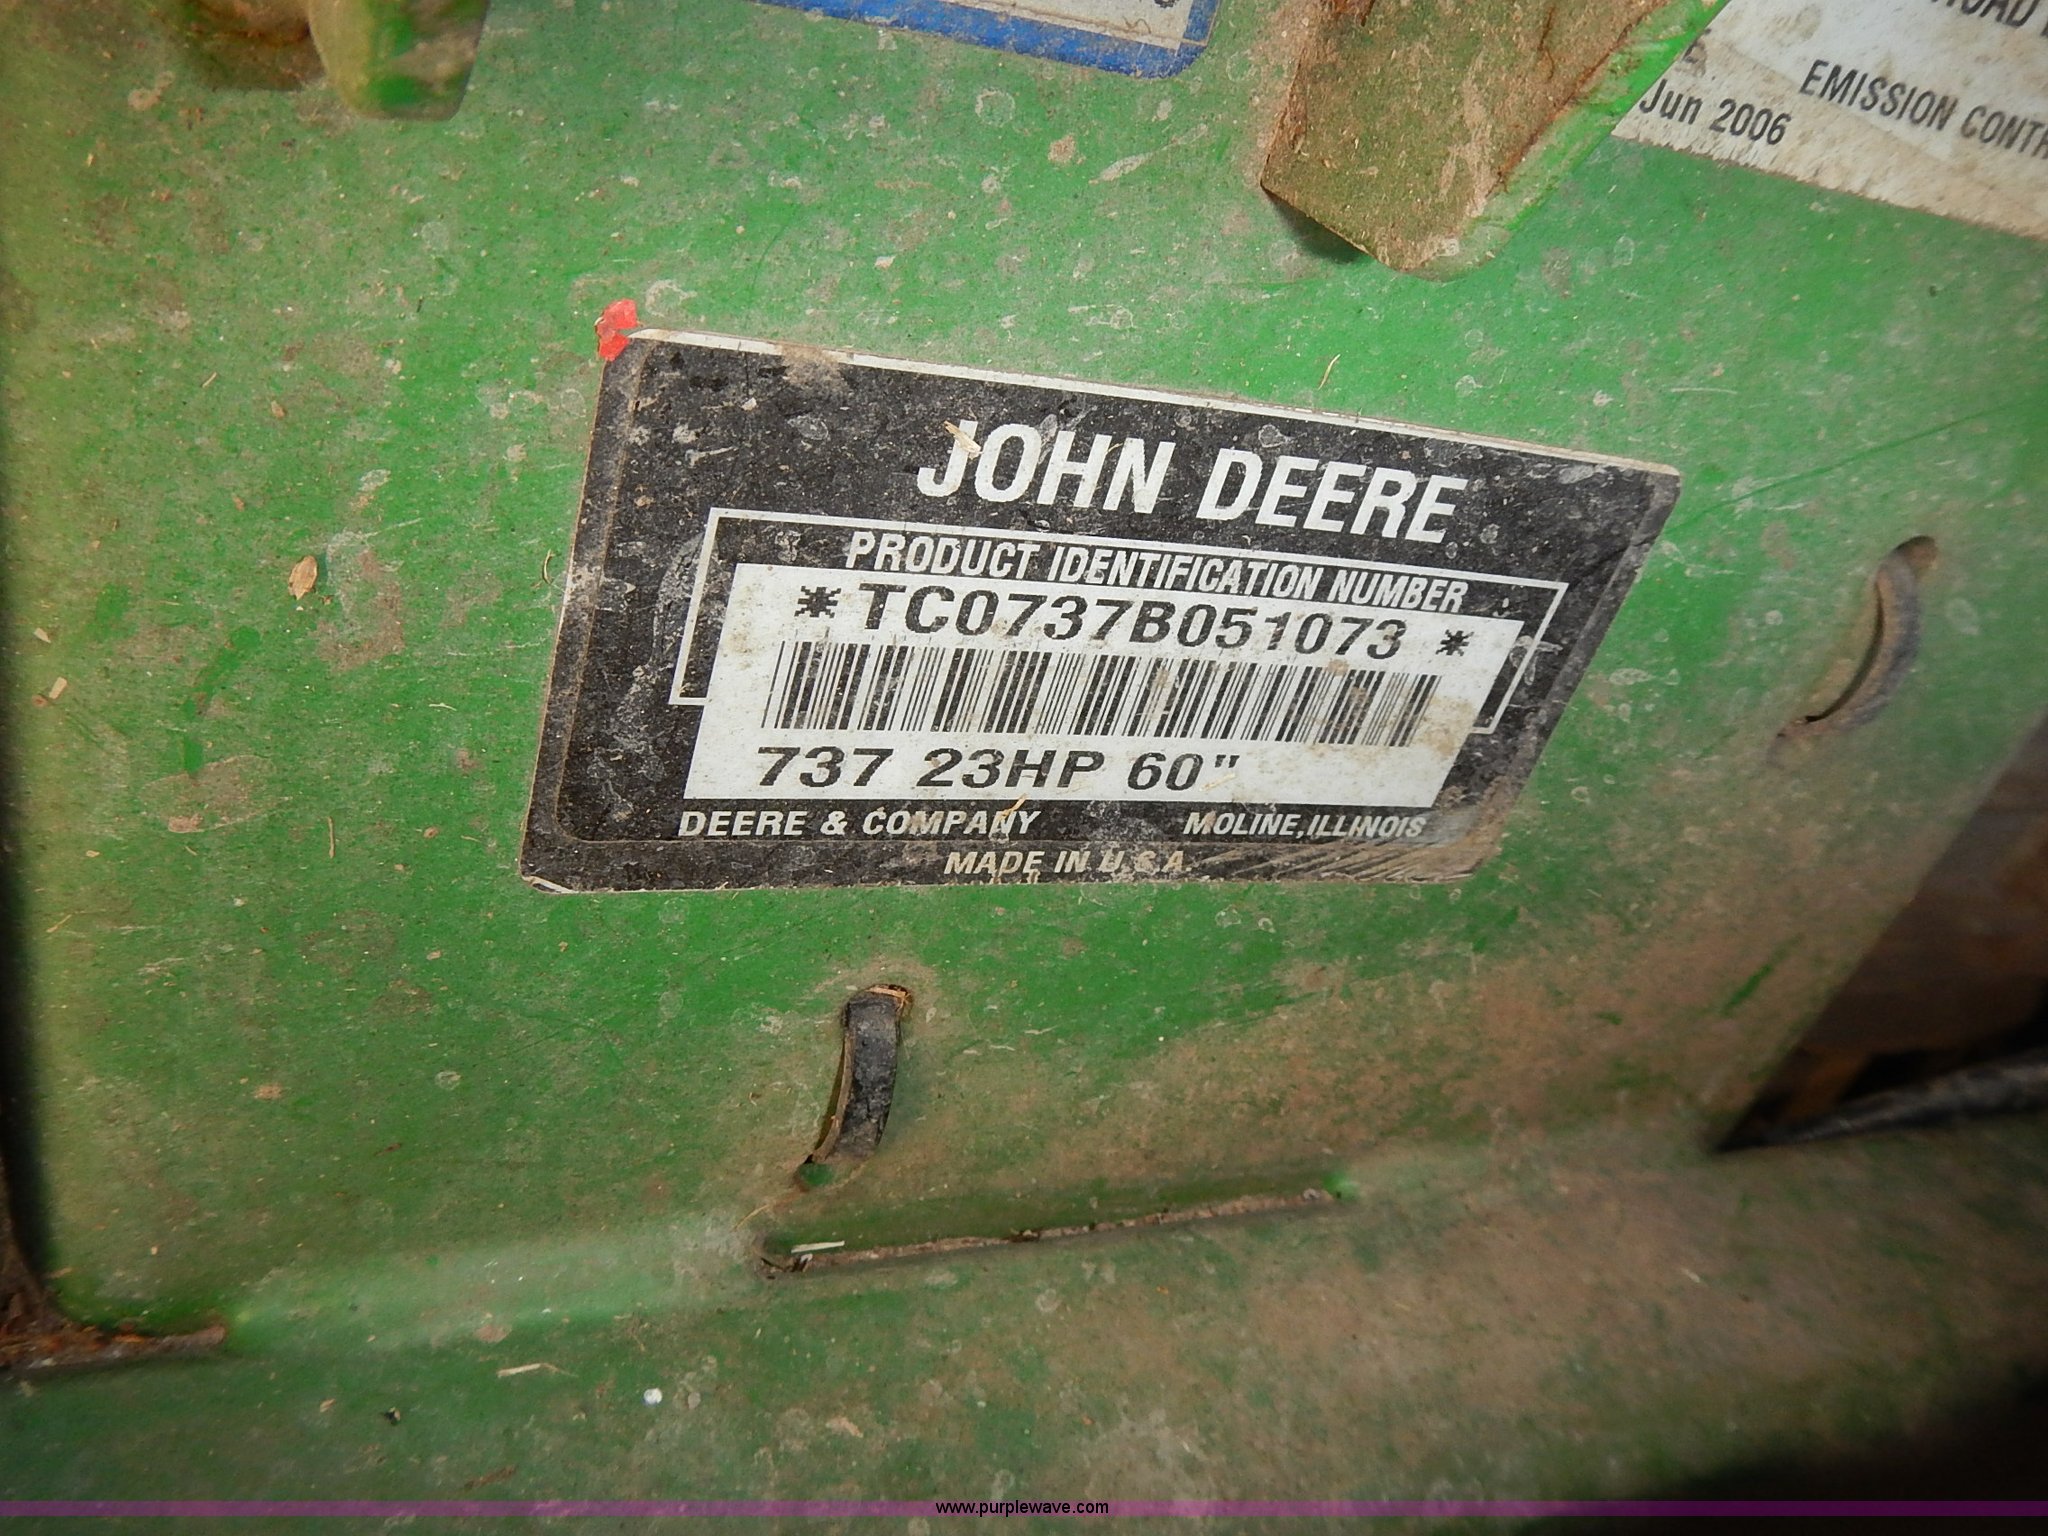 EMISSION CONTR
Jun 2006
JOHN DEERE
PRODUCT IDENTIFICATION NUMBER
*TC0737B051073*
737 23HP 60"
DEERE & COMPANY MOLINE, ILLINOIS
MADE IN U.S.A.
www.purplewave.com